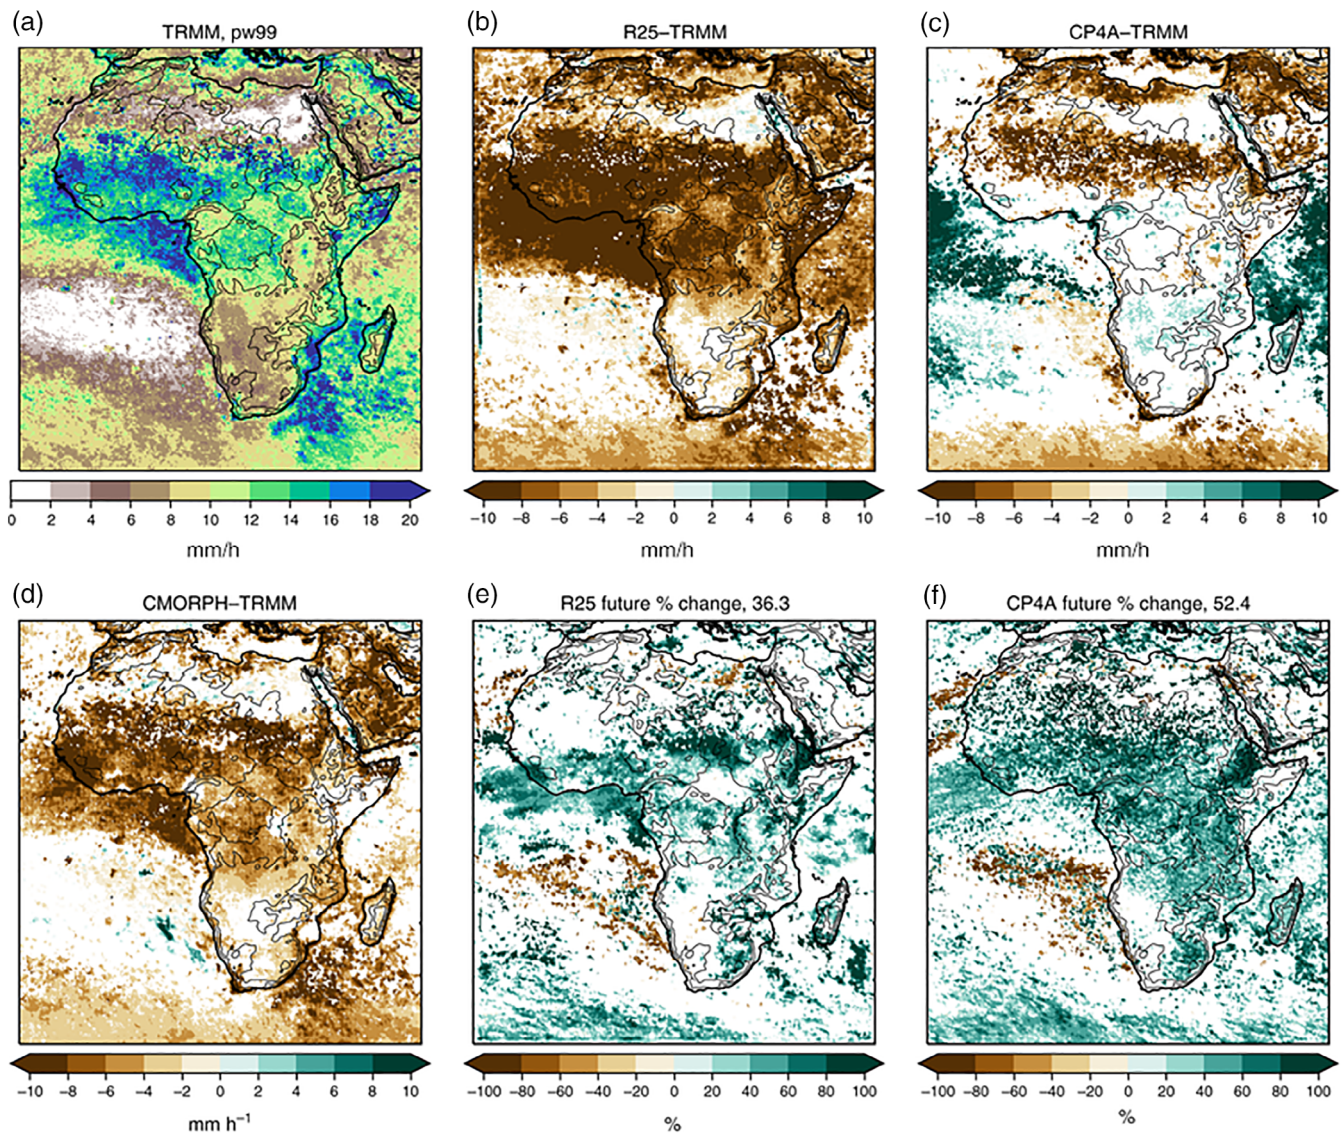 (a) (b) (c)
TRMM, pw99 R25–TRMM CP4A–TRMM
0 2 4 6 8 10 12 14 16 18 20 −10 −8 −6 −4 −2 0 2 4 6 8 10 −10 −8 −6 −4 −2 0 2 4 6 8 10
mm/h mm/h mm/h
(d) (e) (f)
CMORPH–TRMM R25 future % change, 36.3 CP4A future % change, 52.4
−10 −8 −6 −4 −2 0 2 4 6 8 10 −100 −80 −60 −40 −20 0 20 40 60 80 100 −100 −80 −60 −40 −20 0 20 40 60 80 100
mm h⁻¹ % %